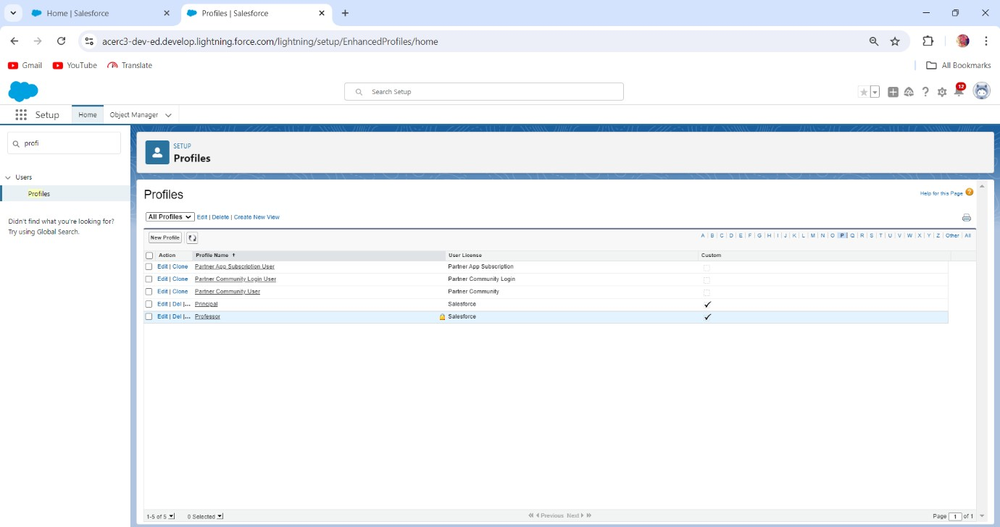 Home | Salesforce
Profiles | Salesforce
acerc3-dev-ed.develop.lightning.force.com/lightning/setup/EnhancedProfiles/home
Gmail YouTube Translate All Bookmarks
Search Setup
12
Setup Home Object Manager
profi
Users
Profiles
Didn't find what you're looking for?
Try using Global Search.
SETUP
Profiles
Profiles
Help for this Page ?
All Profiles Edit | Delete | Create New View
New Profile A | B | C | D | E | F | G | H | I | J | K | L | M | N | O | P | Q | R | S | T | U | V | W | X | Y | Z | Other | All
Action Profile Name User License Custom
Edit | Clone Partner App Subscription User Partner App Subscription
Edit | Clone Partner Community Login User Partner Community Login
Edit | Clone Partner Community User Partner Community
Edit | Del |... Principal Salesforce
Edit | Del |... Professor Salesforce
1-5 of 5 0 Selected Previous Next Page 1 of 1